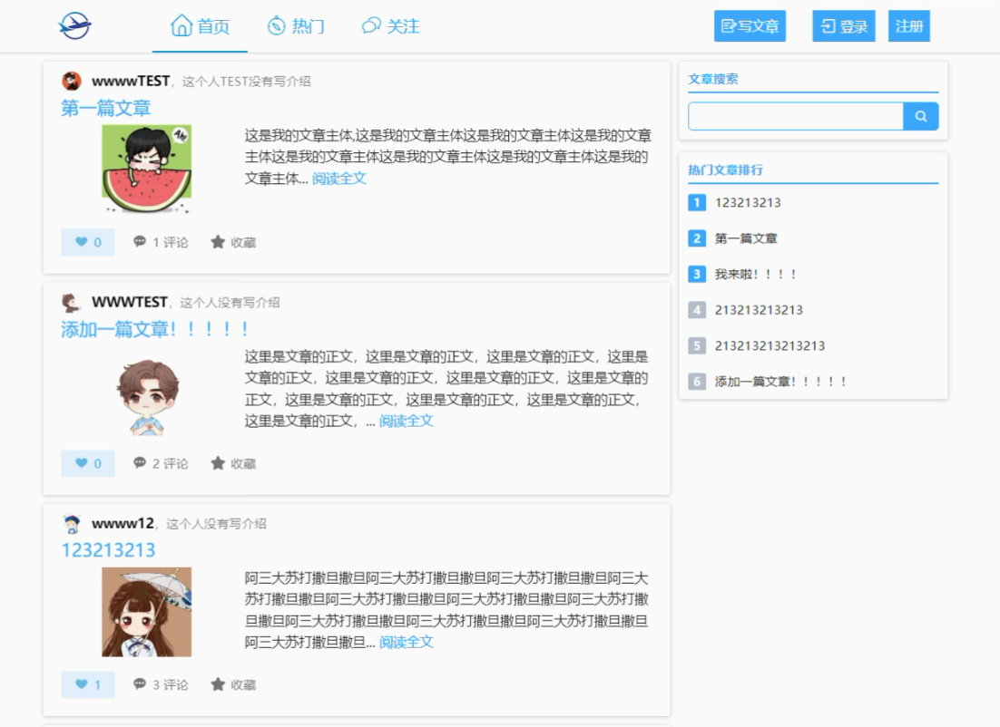 首页 热门 关注 写文章 登录 注册
wwwwTEST，这个人TEST没有写介绍
第一篇文章
Ah!
这是我的文章主体,这是我的文章主体这是我的文章主体这是我的文章
主体这是我的文章主体这是我的文章主体这是我的文章主体这是我的
文章主体... 阅读全文
0 1 评论 收藏
WWWTEST，这个人没有写介绍
添加一篇文章！！！！！
这里是文章的正文，这里是文章的正文，这里是文章的正文，这里是
文章的正文，这里是文章的正文，这里是文章的正文，这里是文章的
正文，这里是文章的正文，这里是文章的正文，这里是文章的正文，
这里是文章的正文，... 阅读全文
0 2 评论 收藏
wwww12，这个人没有写介绍
123213213
阿三大苏打撒旦撒旦阿三大苏打撒旦撒旦阿三大苏打撒旦撒旦阿三大
苏打撒旦撒旦阿三大苏打撒旦撒旦阿三大苏打撒旦撒旦阿三大苏打撒
旦撒旦阿三大苏打撒旦撒旦阿三大苏打撒旦撒旦阿三大苏打撒旦撒旦
阿三大苏打撒旦撒旦... 阅读全文
1 3 评论 收藏
文章搜索
热门文章排行
1 123213213
2 第一篇文章
3 我来啦！！！！
4 213213213213
5 213213213213213
6 添加一篇文章！！！！！